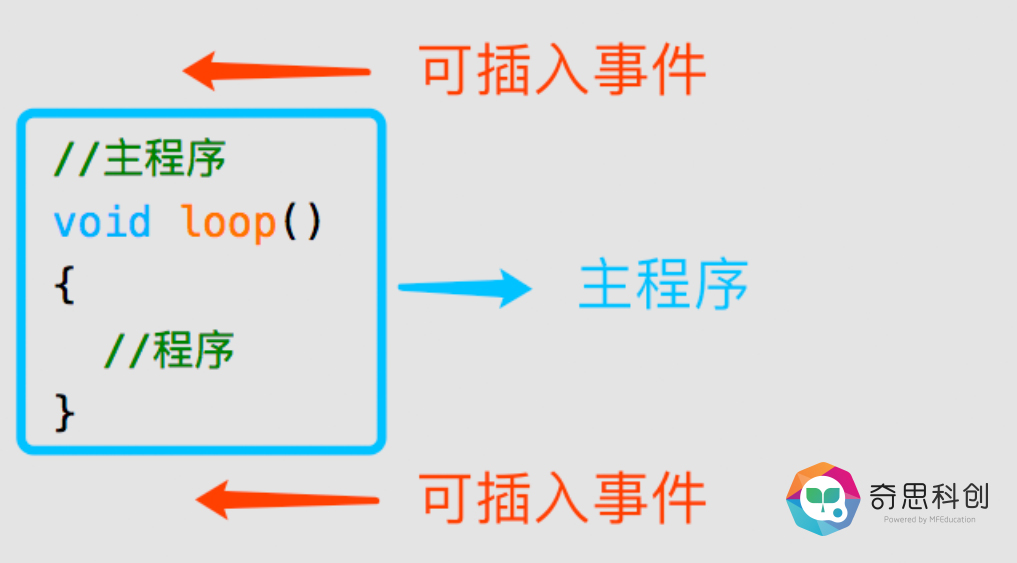 可插入事件
//主程序
void loop()
{
主程序
//程序
}
可插入事件
奇思科创
Powered by MFEducation